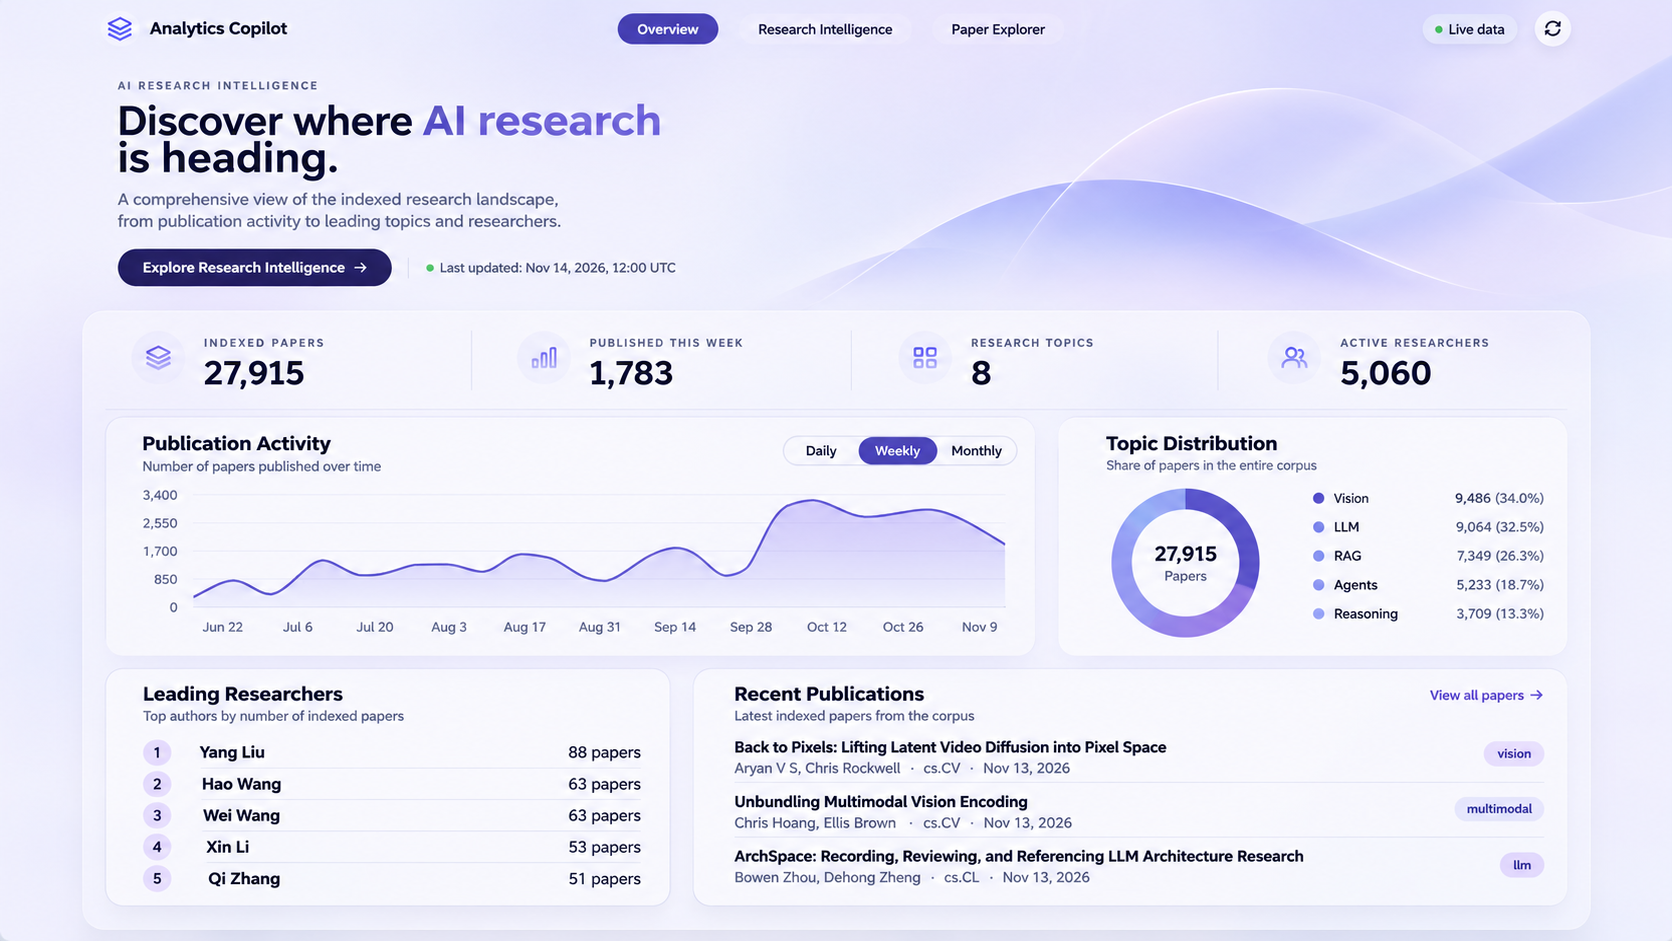 Analytics Copilot
Overview
Research Intelligence
Paper Explorer
Live data
AI RESEARCH INTELLIGENCE
Discover where AI research
is heading.
A comprehensive view of the indexed research landscape,
from publication activity to leading topics and researchers.
Explore Research Intelligence →
Last updated: Nov 14, 2026, 12:00 UTC
INDEXED PAPERS
27,915
PUBLISHED THIS WEEK
1,783
RESEARCH TOPICS
8
ACTIVE RESEARCHERS
5,060
Publication Activity
Number of papers published over time
Daily
Weekly
Monthly
3,400
2,550
1,700
850
0
Jun 22
Jul 6
Jul 20
Aug 3
Aug 17
Aug 31
Sep 14
Sep 28
Oct 12
Oct 26
Nov 9
Topic Distribution
Share of papers in the entire corpus
27,915
Papers
Vision 9,486 (34.0%)
LLM 9,064 (32.5%)
RAG 7,349 (26.3%)
Agents 5,233 (18.7%)
Reasoning 3,709 (13.3%)
Leading Researchers
Top authors by number of indexed papers
1 Yang Liu 88 papers
2 Hao Wang 63 papers
3 Wei Wang 63 papers
4 Xin Li 53 papers
5 Qi Zhang 51 papers
Recent Publications
View all papers →
Latest indexed papers from the corpus
Back to Pixels: Lifting Latent Video Diffusion into Pixel Space
Aryan V S, Chris Rockwell · cs.CV · Nov 13, 2026
vision
Unbundling Multimodal Vision Encoding
Chris Hoang, Ellis Brown · cs.CV · Nov 13, 2026
multimodal
ArchSpace: Recording, Reviewing, and Referencing LLM Architecture Research
Bowen Zhou, Dehong Zheng · cs.CL · Nov 13, 2026
llm